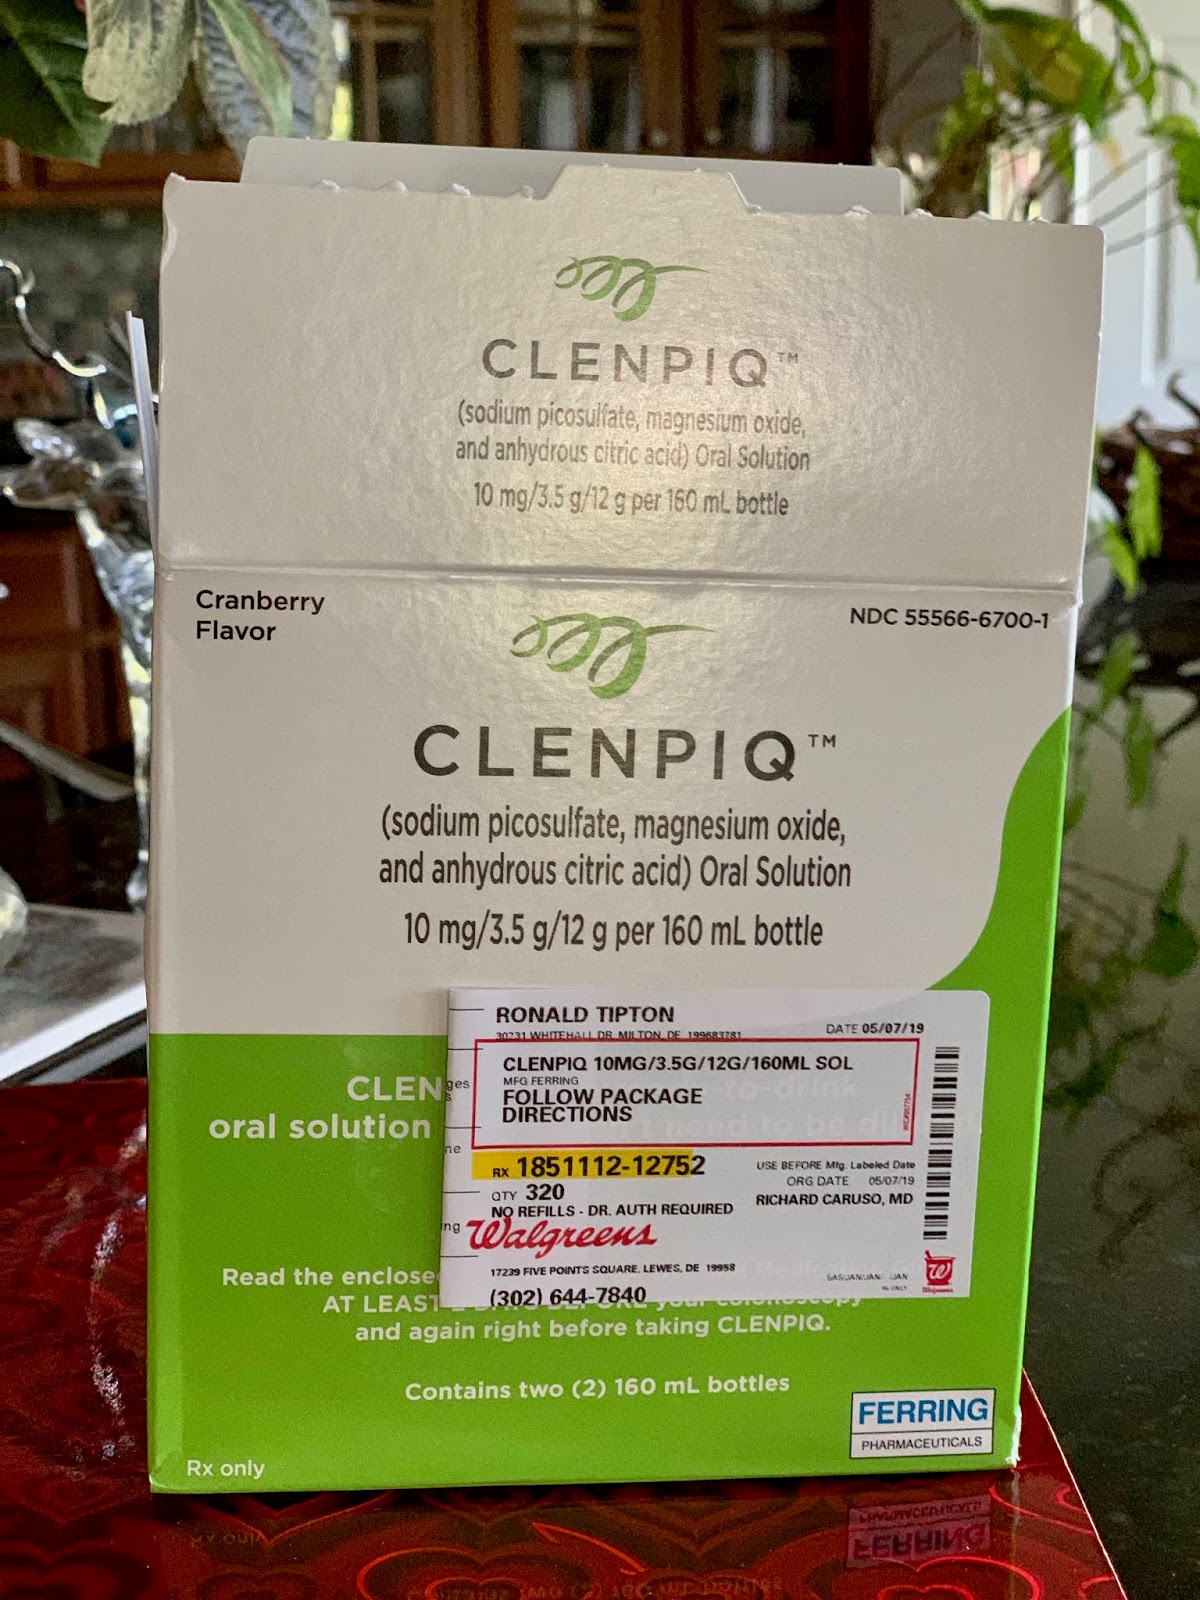 CLENPIQ™
(sodium picosulfate, magnesium oxide,
and anhydrous citric acid) Oral Solution
10 mg/3.5 g/12 g per 160 mL bottle
Cranberry
Flavor
NDC 55566-6700-1
CLENPIQ™
(sodium picosulfate, magnesium oxide,
and anhydrous citric acid) Oral Solution
10 mg/3.5 g/12 g per 160 mL bottle
CLEN
oral solution
RONALD TIPTON
30231 WHITEHALL DR, MILTON, DE 199683781
DATE 05/07/19
CLENPIQ 10MG/3.5G/12G/160ML SOL
MFG FERRING
FOLLOW PACKAGE
DIRECTIONS
RX 1851112-12752
QTY 320
NO REFILLS - DR. AUTH REQUIRED
USE BEFORE Mfg. Labeled Date
ORG DATE 05/07/19
RICHARD CARUSO, MD
Walgreens
17239 FIVE POINTS SQUARE, LEWES, DE 19958
(302) 644-7840
Read the enclose
AT LEAST
colonoscopy
and again right before taking CLENPIQ.
Contains two (2) 160 mL bottles
FERRING
PHARMACEUTICALS
Rx only